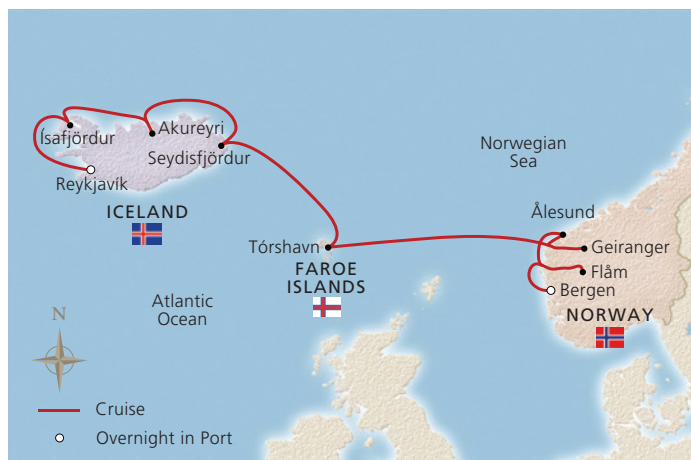 Ísafjördur
Akureyri
Seydisfjördur
Reykjavík
ICELAND
Norwegian
Sea
Ålesund
Geiranger
Flåm
Bergen
NORWAY
Tórshavn
FAROE
ISLANDS
Atlantic
Ocean
N
Cruise
Overnight in Port